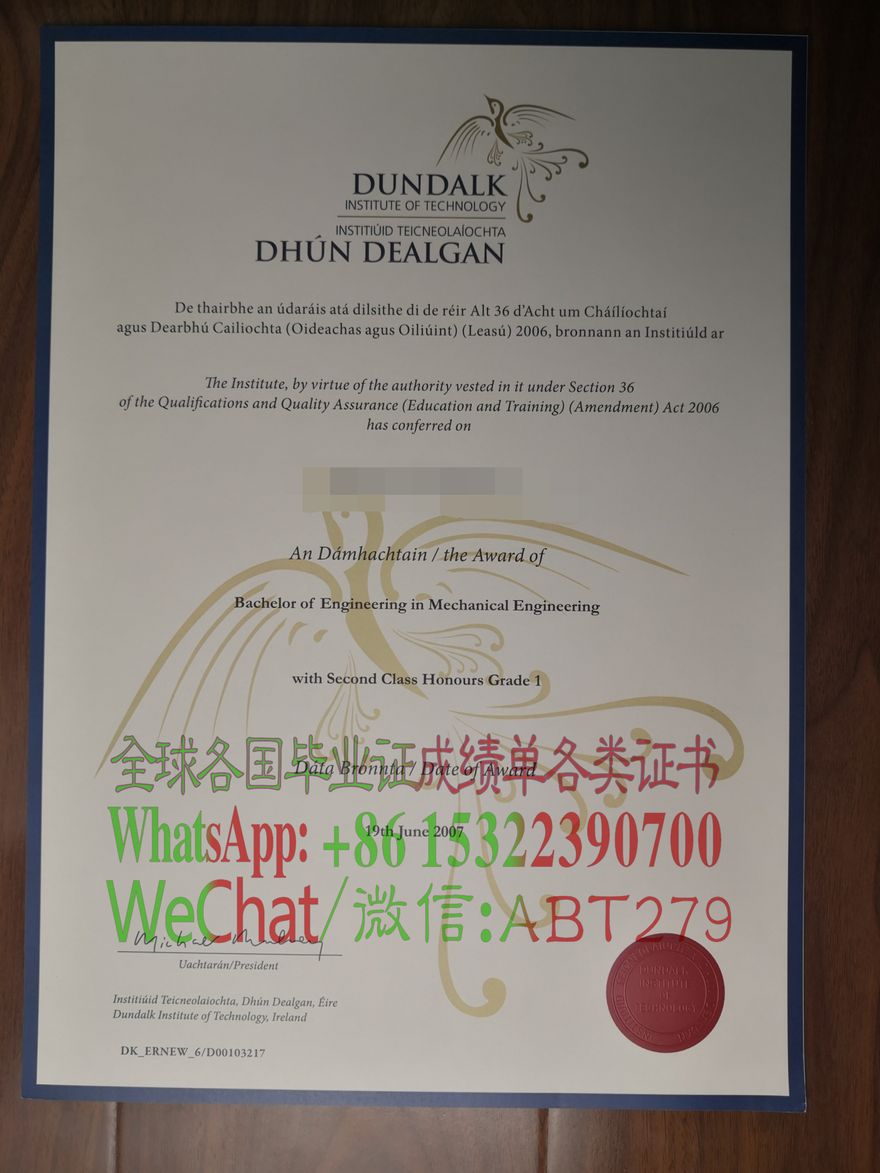 DUNDALK
INSTITUTE OF TECHNOLOGY
INSTITIÚID TEICNEOLAÍOCHTA
DHÚN DEALGAN
De thairbhe an údaráis atá dilsithe di de réir Alt 36 d'Acht um Cháilíochtaí
agus Dearbhú Cailiochta (Oideachas agus Oiliúint) (Leasú) 2006, bronnann an Institiúld ar
The Institute, by virtue of the authority vested in it under Section 36
of the Qualifications and Quality Assurance (Education and Training) (Amendment) Act 2006
has conferred on
An Dámhachtain / the Award of
Bachelor of Engineering in Mechanical Engineering
with Second Class Honours Grade 1
全球各国毕业证成绩单各类证书
Dáta Bronnta / Date of Award
19th June 2007
WhatsApp: +86 15322390700
WeChat/微信:ABT279
Uachtarán/President
Institiúid Teicneolaiochta, Dhún Dealgan, Éire
Dundalk Institute of Technology, Ireland
DUNDALK
INSTITUTE
OF
TECHNOLOGY
DK_ERNEW_6/D00103217